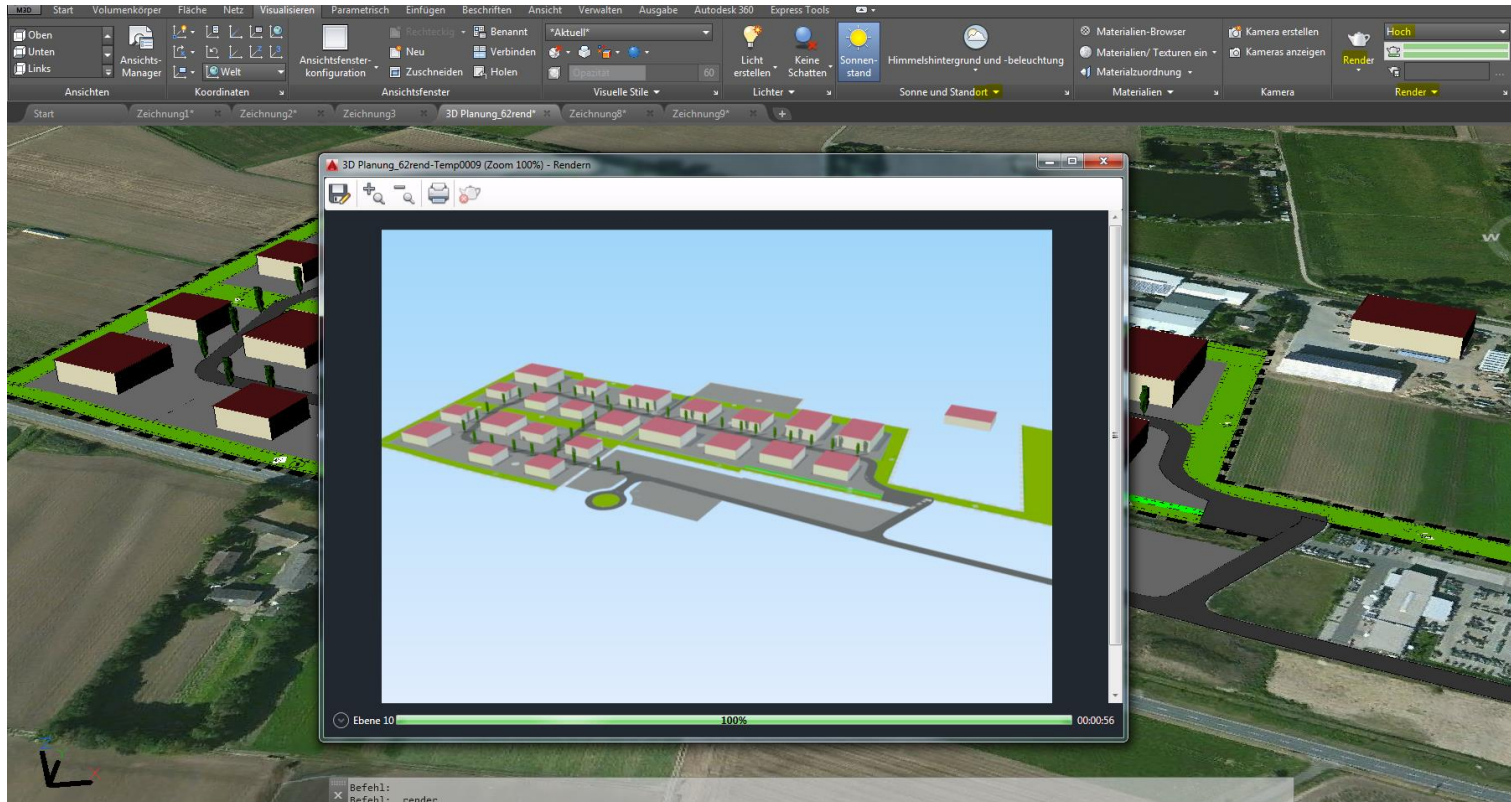 M3D Start Volumenkörper Fläche Netz Visualisieren Parametrisch Einfügen Beschriften Ansicht Verwalten Ausgabe Autodesk 360 Express Tools
Oben
Unten
Links
Ansichts-
Manager
Ansichten
Welt
Koordinaten
Ansichtsfenster-
konfiguration
Rechteckig
Neu
Zuschneiden
Benannt
Verbinden
Holen
Ansichtsfenster
*Aktuell*
Opazität 60
Visuelle Stile
Licht
erstellen
Keine
Schatten
Lichter
Sonnen-
stand
Himmelshintergrund und -beleuchtung
Sonne und Standort
Materialien-Browser
Materialien/ Texturen ein
Materialzuordnung
Materialien
Kamera erstellen
Kameras anzeigen
Kamera
Render
Hoch
Render
Start Zeichnung1* Zeichnung2* Zeichnung3 3D Planung_62rend* Zeichnung8* Zeichnung9*
3D Planung_62rend-Temp0009 (Zoom 100%) - Rendern
W
Ebene 10 100% 00:00:56
Befehl:
Befehl: _render